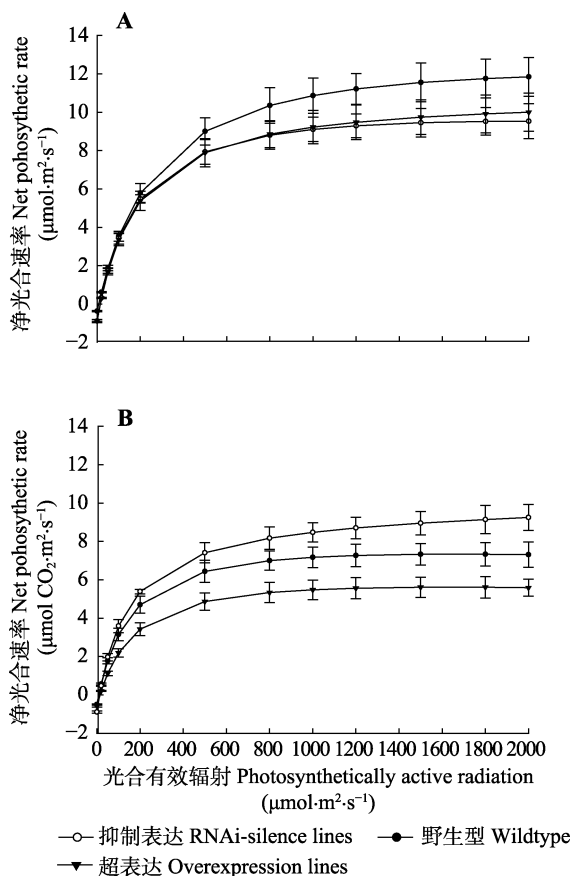 A
净光合速率 Net pohosythetic rate
(μmol·m²·s⁻¹)
14
12
10
8
6
4
2
0
−2
B
净光合速率 Net pohosythetic rate
(μmol CO₂·m²·s⁻¹)
14
12
10
8
6
4
2
0
−2
0 200 400 600 800 1000 1200 1400 1600 1800 2000
光合有效辐射 Photosynthetically active radiation
(μmol·m²·s⁻¹)
抑制表达 RNAi-silence lines 野生型 Wildtype
超表达 Overexpression lines